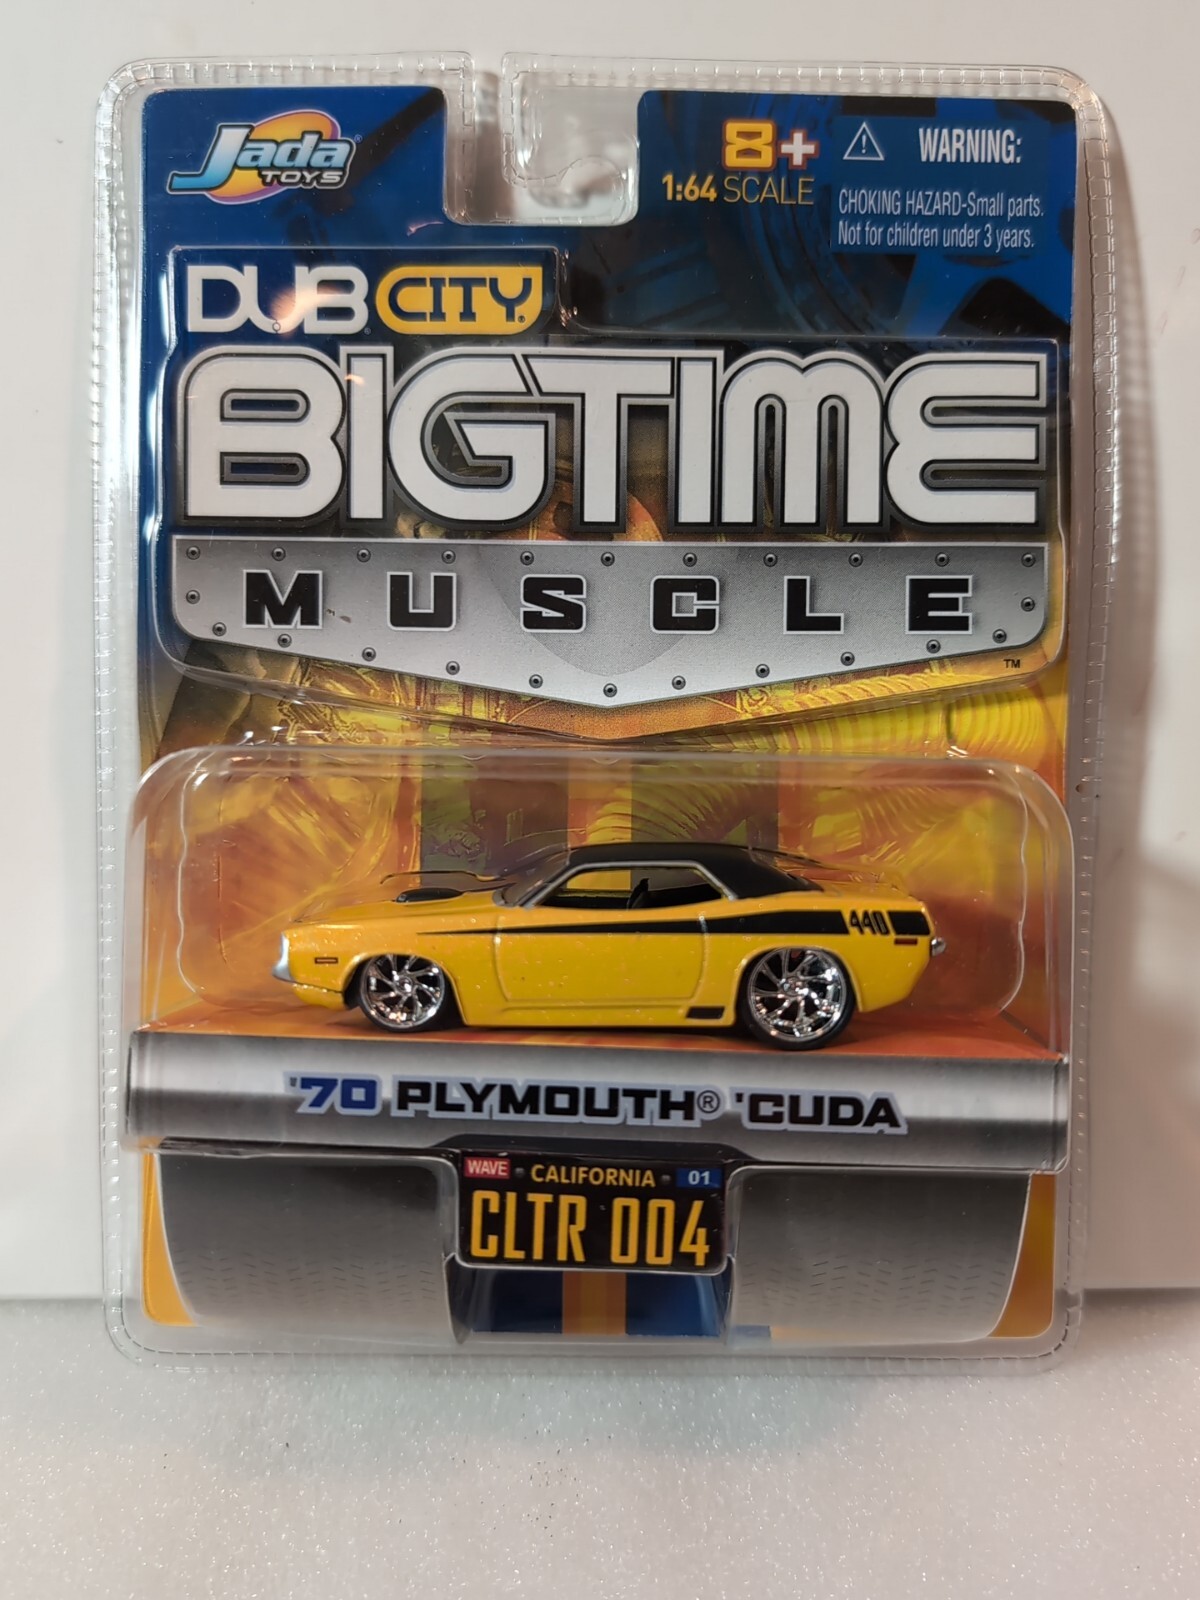 Jada
TOYS
8+
1:64 SCALE
WARNING:
CHOKING HAZARD-Small parts.
Not for children under 3 years.
DUB CITY®
BIGTIME
MUSCLE
TM
440
'70 PLYMOUTH® 'CUDA
WAVE • CALIFORNIA • 01
CLTR 004